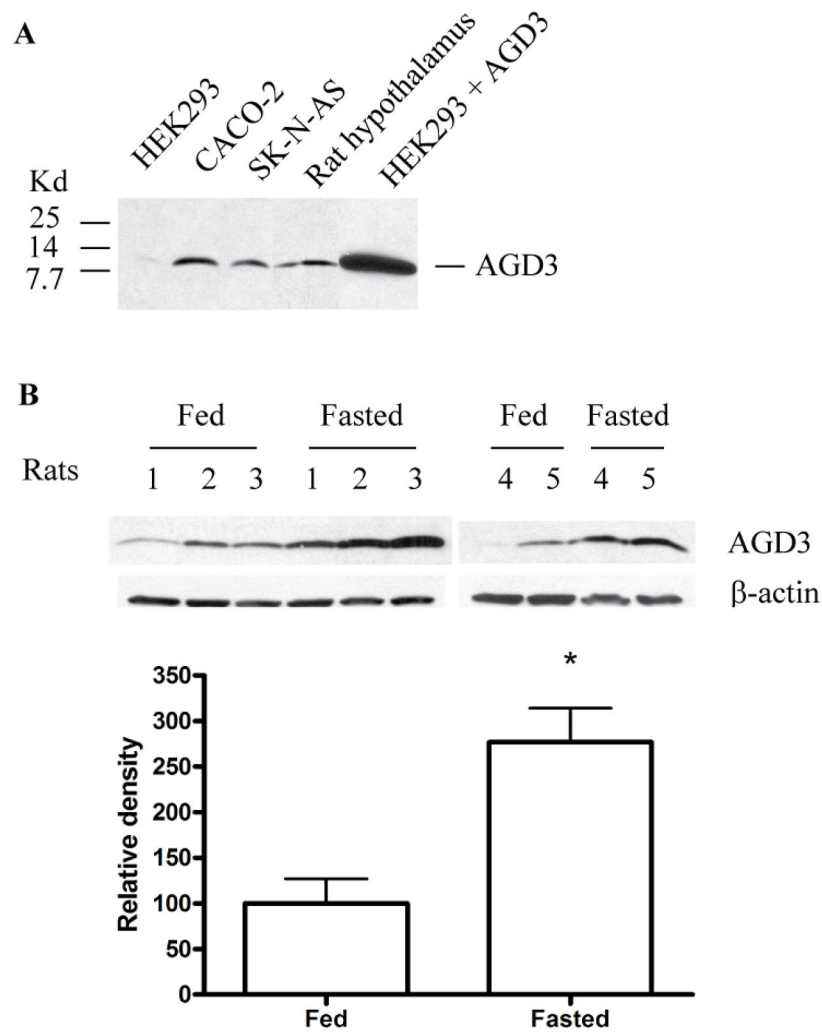 A
HEK293
CACO-2
SK-N-AS
Rat hypothalamus
HEK293 + AGD3
Kd
25
14
7.7
AGD3
B
Fed Fasted Fed Fasted
Rats 1 2 3 1 2 3 4 5 4 5
AGD3
β-actin
*
350
300
250
200
150
100
50
0
Relative density
Fed Fasted